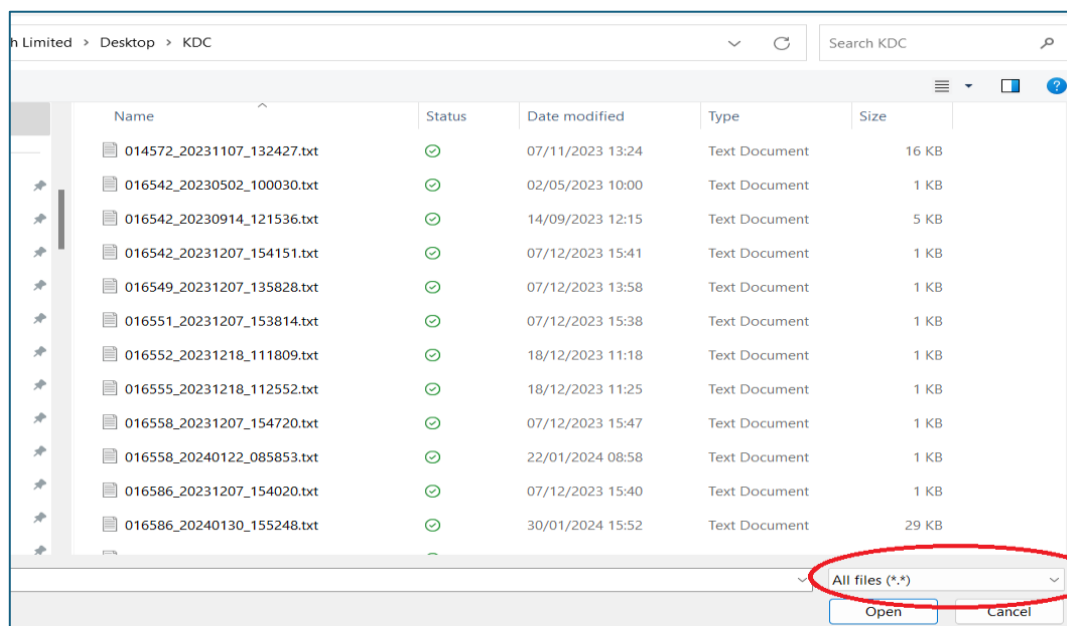 h Limited > Desktop > KDC Search KDC
Name Status Date modified Type Size
014572_20231107_132427.txt 07/11/2023 13:24 Text Document 16 KB
016542_20230502_100030.txt 02/05/2023 10:00 Text Document 1 KB
016542_20230914_121536.txt 14/09/2023 12:15 Text Document 5 KB
016542_20231207_154151.txt 07/12/2023 15:41 Text Document 1 KB
016549_20231207_135828.txt 07/12/2023 13:58 Text Document 1 KB
016551_20231207_153814.txt 07/12/2023 15:38 Text Document 1 KB
016552_20231218_111809.txt 18/12/2023 11:18 Text Document 1 KB
016555_20231218_112552.txt 18/12/2023 11:25 Text Document 1 KB
016558_20231207_154720.txt 07/12/2023 15:47 Text Document 1 KB
016558_20240122_085853.txt 22/01/2024 08:58 Text Document 1 KB
016586_20231207_154020.txt 07/12/2023 15:40 Text Document 1 KB
016586_20240130_155248.txt 30/01/2024 15:52 Text Document 29 KB
All files (*.*)
Open Cancel